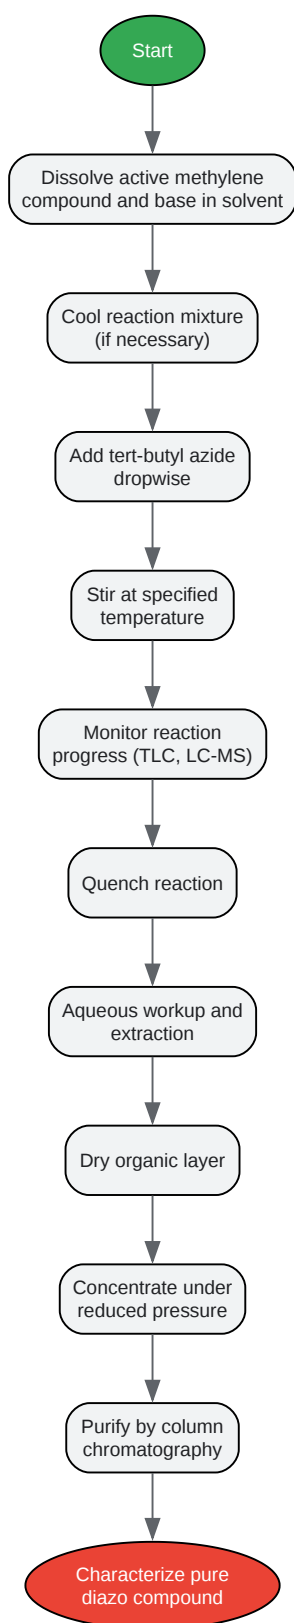 Start
Dissolve active methylene
compound and base in solvent
Cool reaction mixture
(if necessary)
Add tert-butyl azide
dropwise
Stir at specified
temperature
Monitor reaction
progress (TLC, LC-MS)
Quench reaction
Aqueous workup and
extraction
Dry organic layer
Concentrate under
reduced pressure
Purify by column
chromatography
Characterize pure
diazo compound